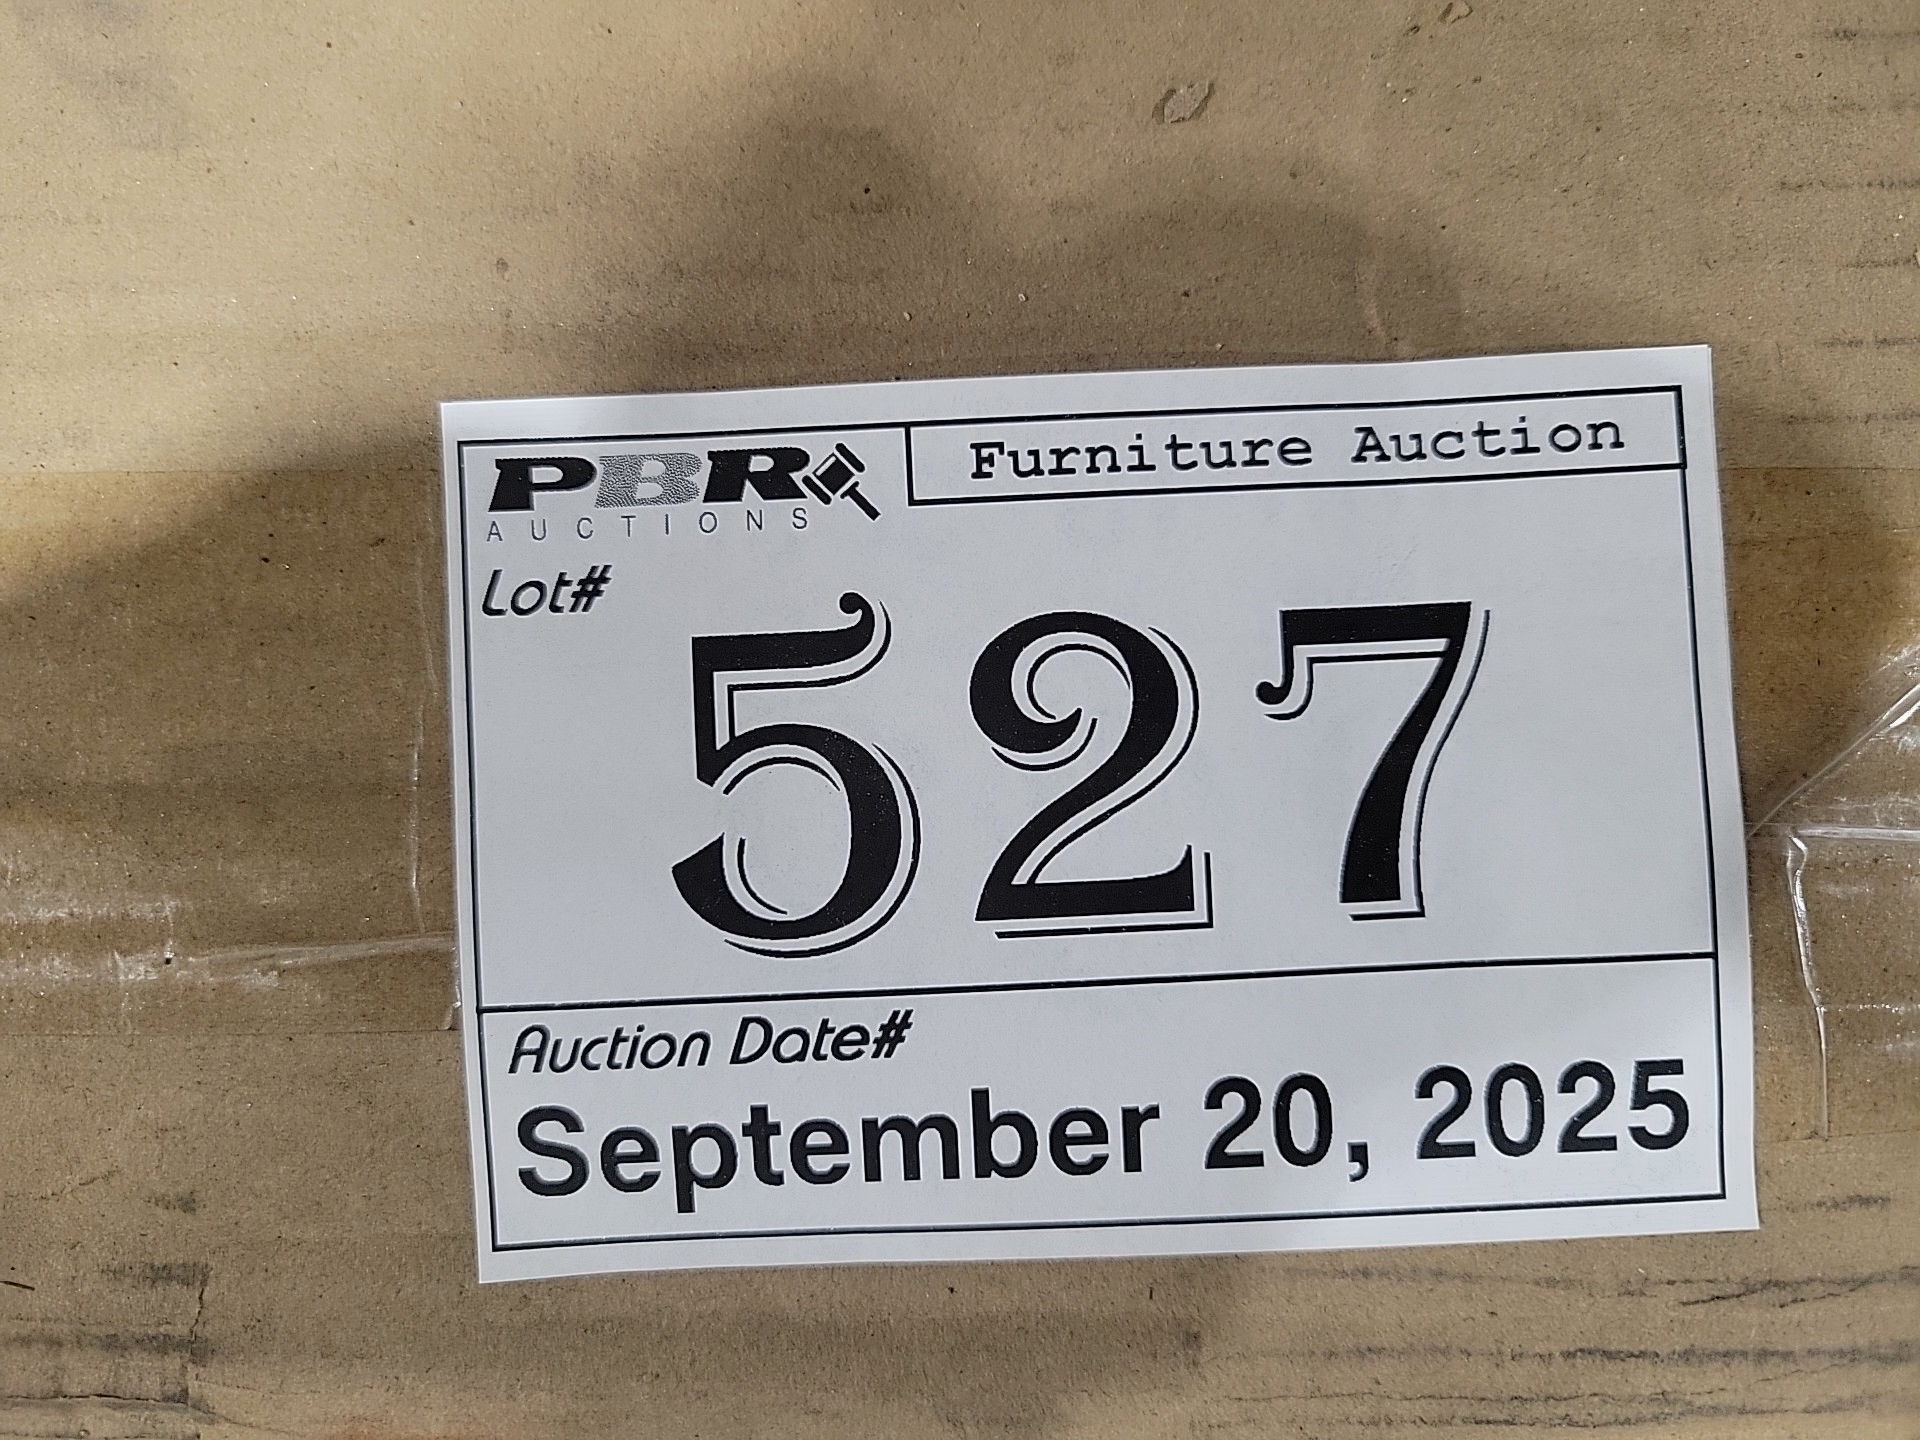 PBR
AUCTIONS
Furniture Auction
Lot#
527
Auction Date#
September 20, 2025